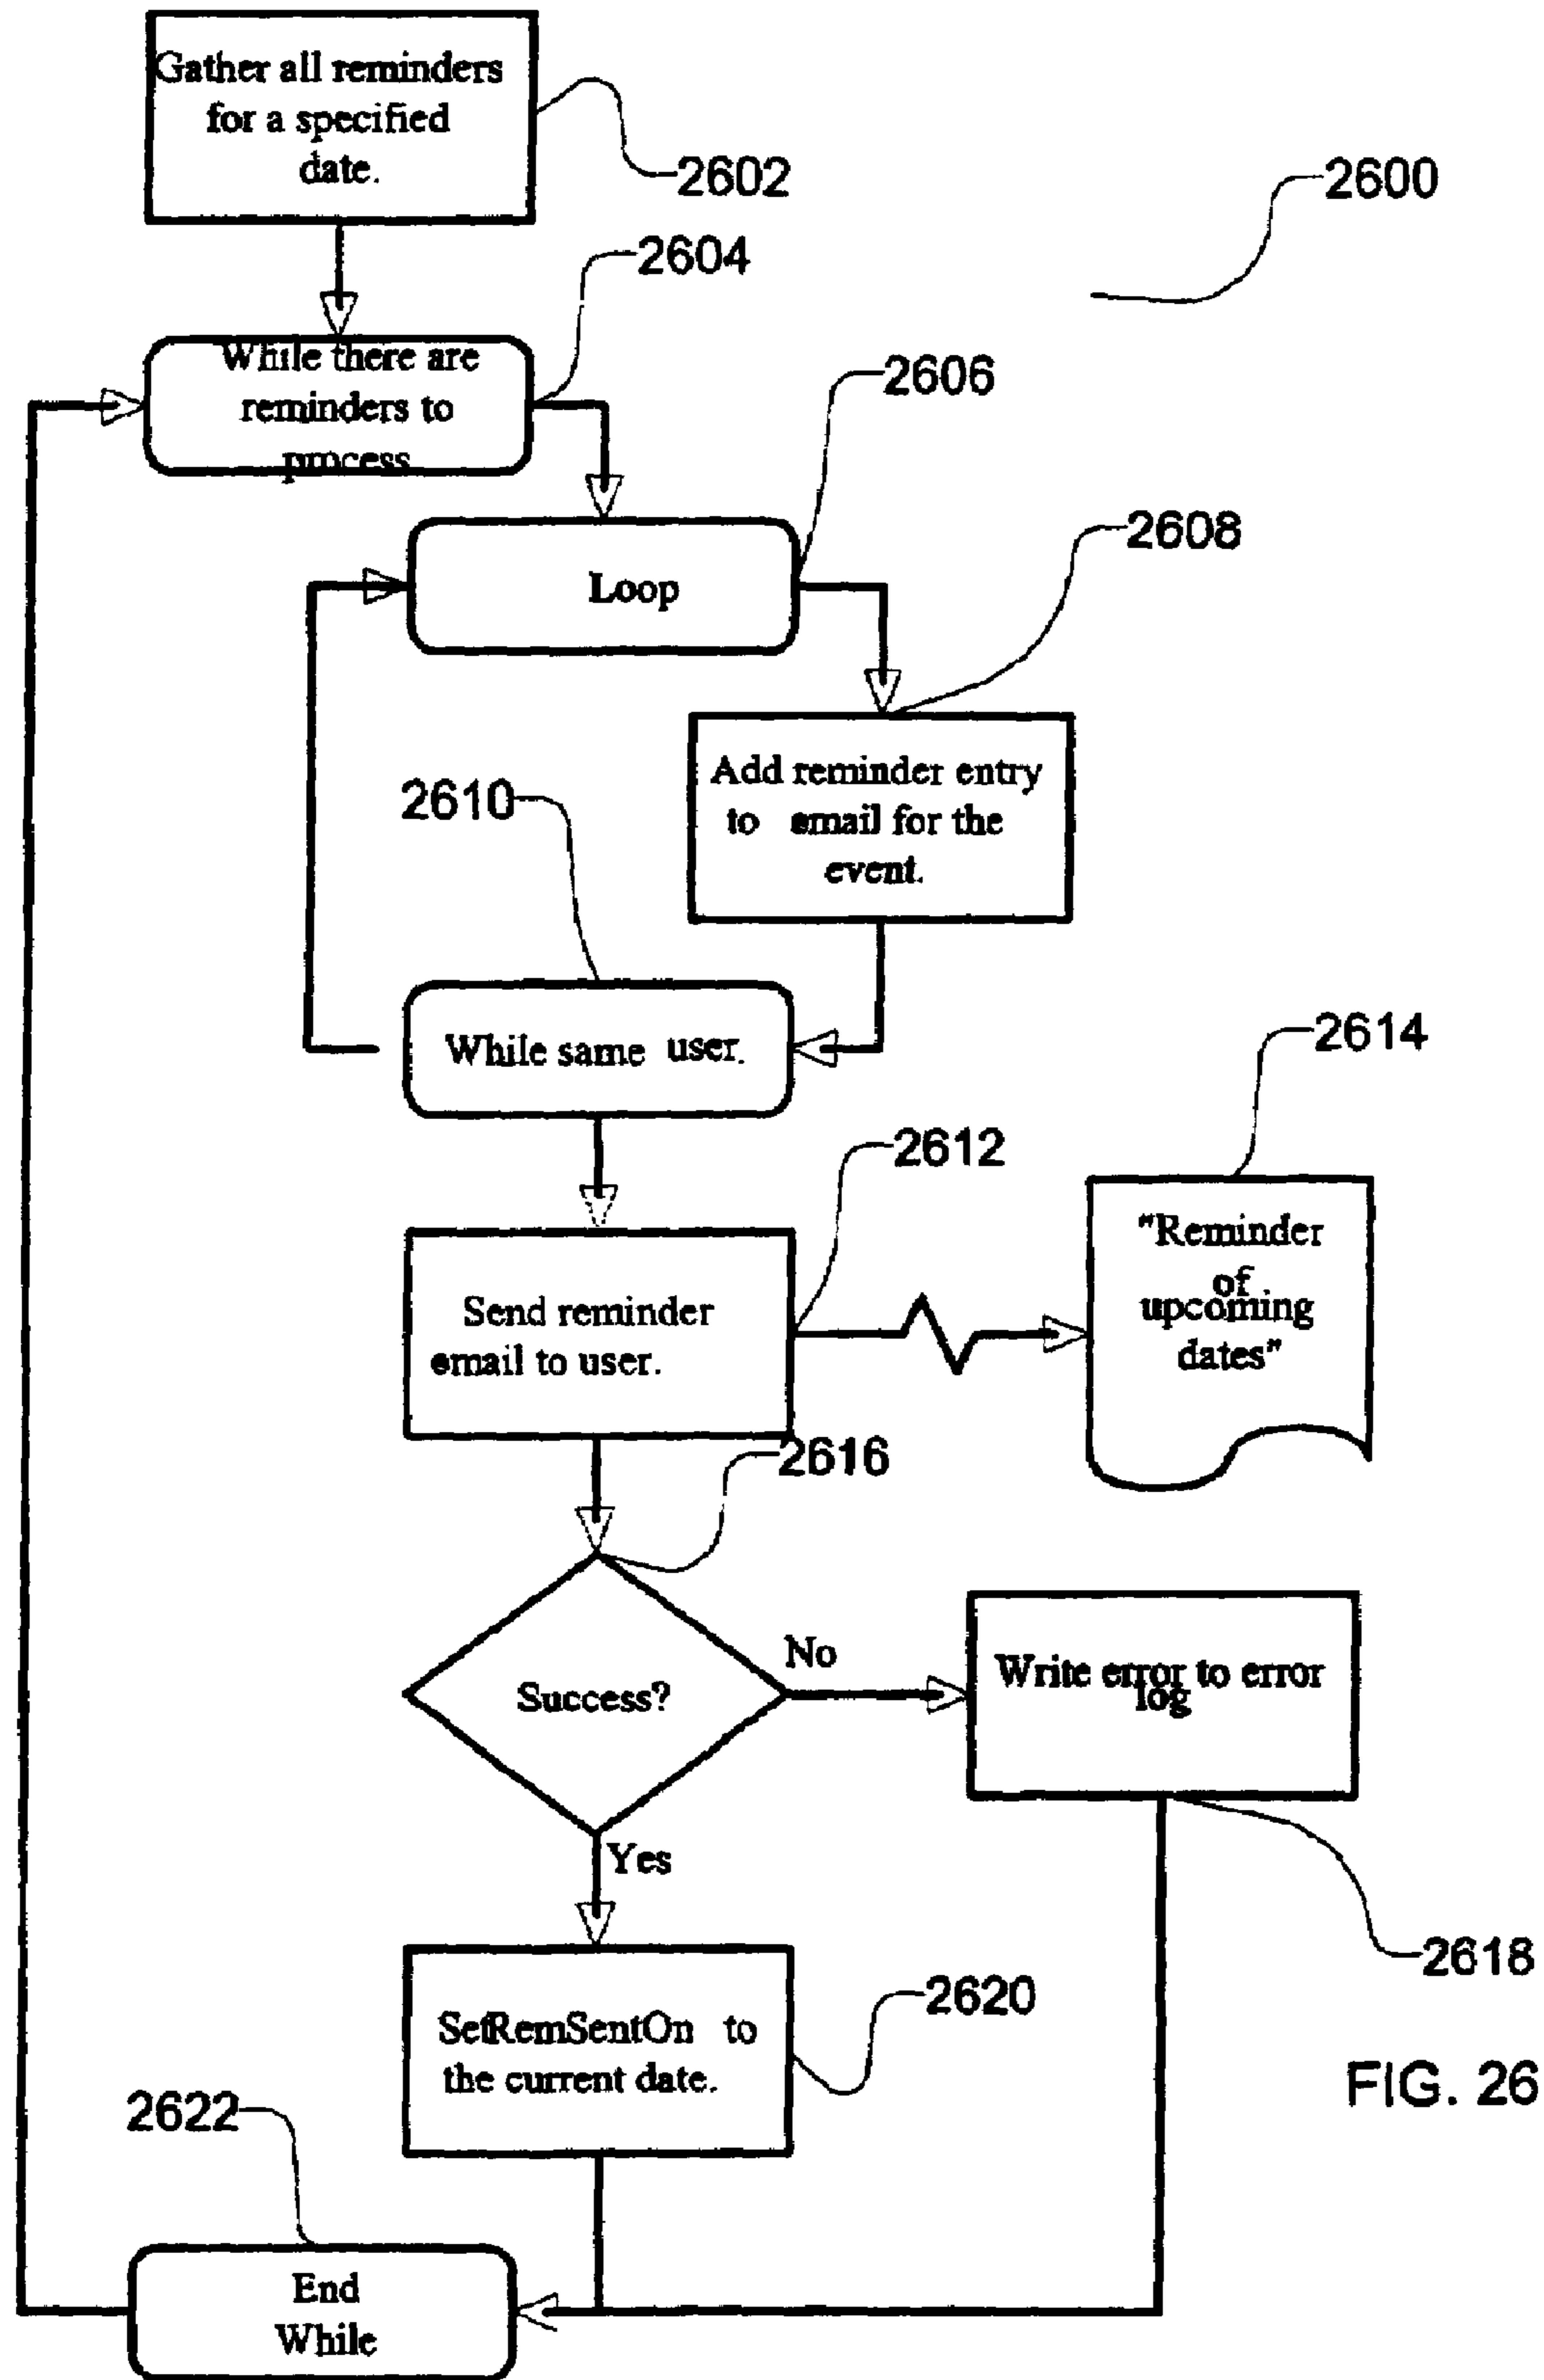 Gather all reminders
for a specified
date.
2602
2600
2604
While there are
reminders to
process
2606
Loop
2608
Add reminder entry
to email for the
event.
2610
While same user.
2614
2612
"Reminder
of
upcoming
dates"
Send reminder
email to user.
2616
No
Write error to error
log
Success?
Yes
2618
2620
SetRemSentOn to
the current date.
FIG. 26
2622
End
While